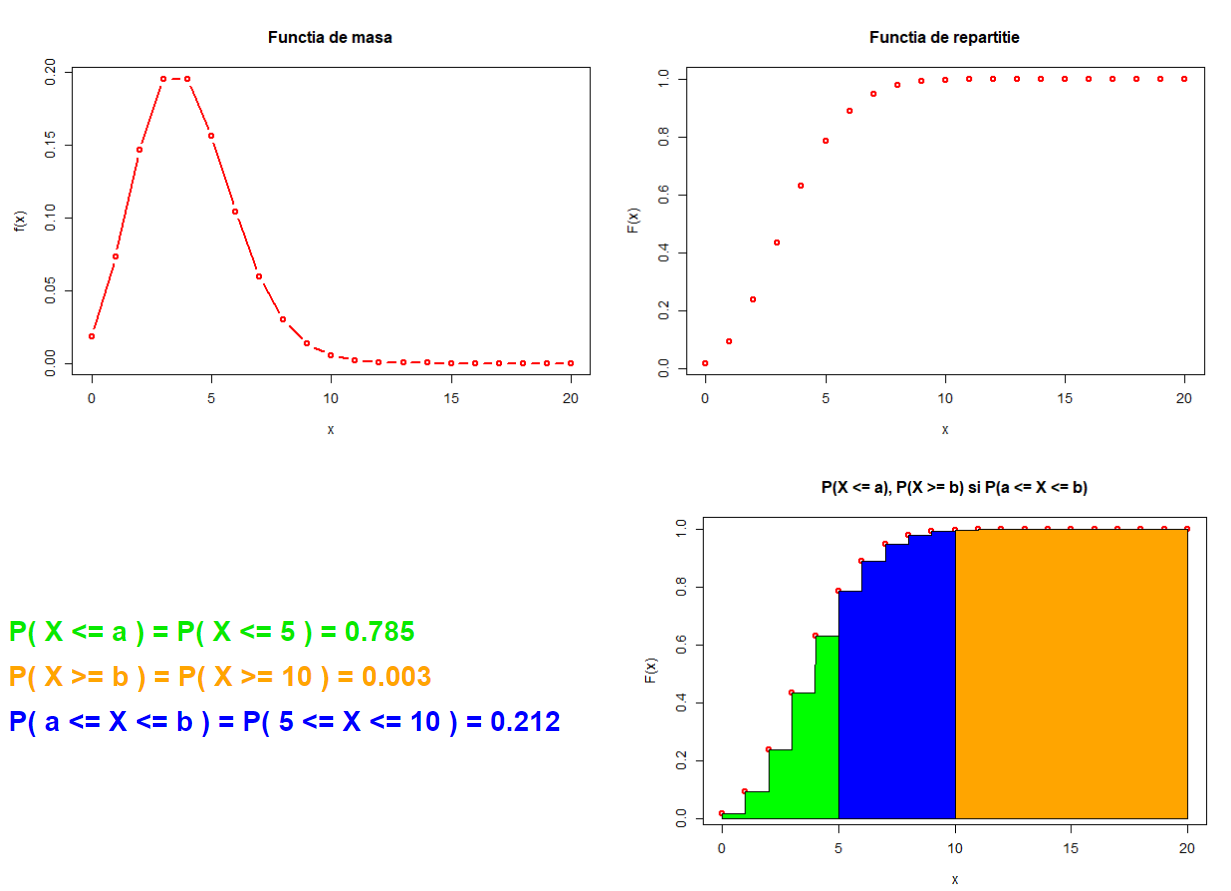 Functia de masa
f(x)
0.20
0.15
0.10
0.05
0.00
0 5 10 15 20
x
Functia de repartitie
F(x)
1.0
0.8
0.6
0.4
0.2
0.0
0 5 10 15 20
x
P( X <= a ) = P( X <= 5 ) = 0.785
P( X >= b ) = P( X >= 10 ) = 0.003
P( a <= X <= b ) = P( 5 <= X <= 10 ) = 0.212
P(X <= a), P(X >= b) si P(a <= X <= b)
F(x)
1.0
0.8
0.6
0.4
0.2
0.0
0 5 10 15 20
x